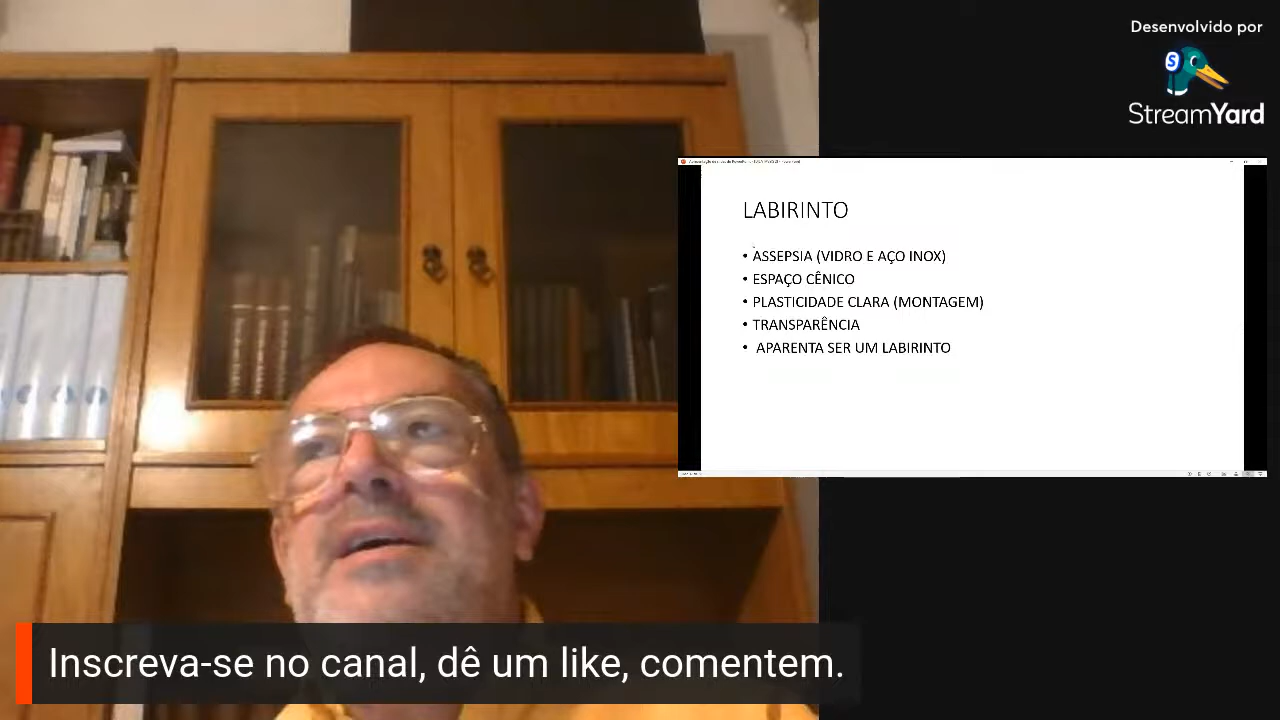 Desenvolvido por
StreamYard
LABIRINTO
• ASSEPSIA (VIDRO E AÇO INOX)
• ESPAÇO CÊNICO
• PLASTICIDADE CLARA (MONTAGEM)
• TRANSPARÊNCIA
• APARENTA SER UM LABIRINTO
Inscreva-se no canal, dê um like, comentem.